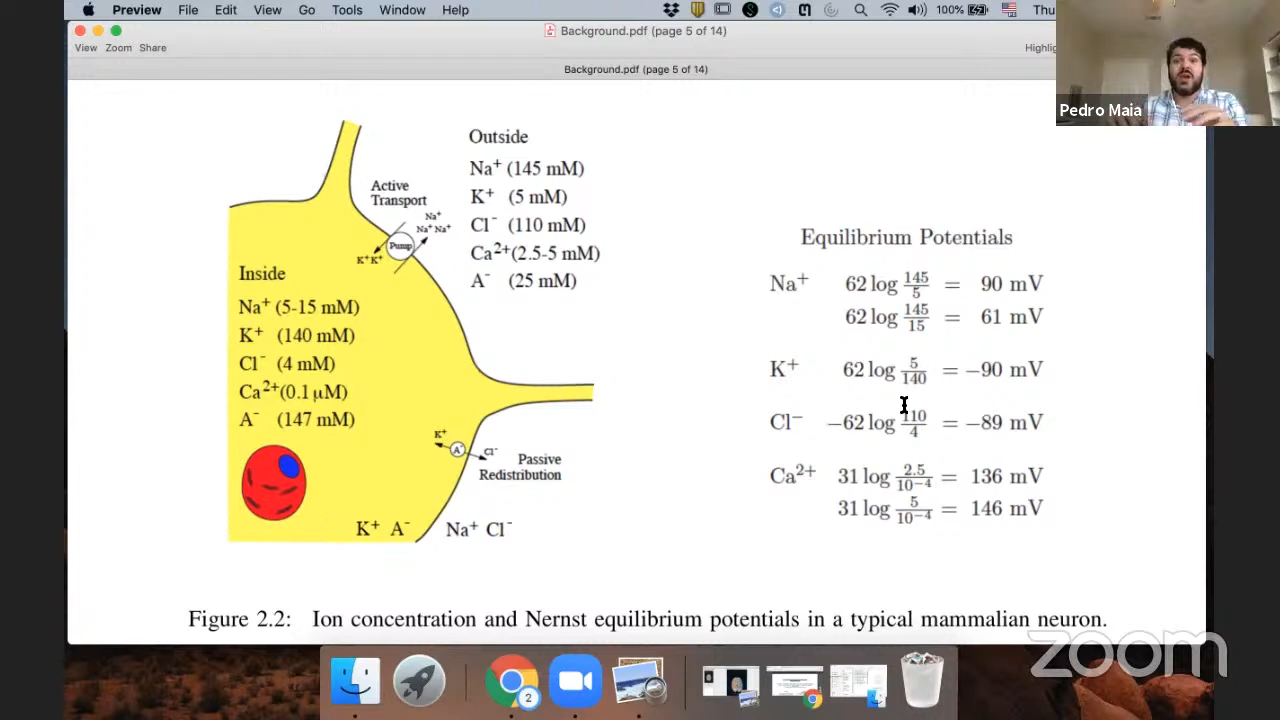 Preview File Edit View Go Tools Window Help 100% Thu
Background.pdf (page 5 of 14)
View Zoom Share Highlig
Background.pdf (page 5 of 14)
Pedro Maia
Outside
Na⁺ (145 mM)
K⁺ (5 mM)
Cl⁻ (110 mM)
Ca²⁺(2.5-5 mM)
A⁻ (25 mM)
Active
Transport
Na⁺
Na⁺ Na⁺
Pump
K⁺K⁺
Inside
Na⁺ (5-15 mM)
K⁺ (140 mM)
Cl⁻ (4 mM)
Ca²⁺(0.1 μM)
A⁻ (147 mM)
K⁺
A⁻
Cl⁻
Passive
Redistribution
K⁺ A⁻ Na⁺ Cl⁻
Equilibrium Potentials
Na⁺ 62 log 145/5 = 90 mV
62 log 145/15 = 61 mV
K⁺ 62 log 5/140 = −90 mV
Cl⁻ −62 log 110/4 = −89 mV
Ca²⁺ 31 log 2.5/10⁻⁴ = 136 mV
31 log 5/10⁻⁴ = 146 mV
Figure 2.2: Ion concentration and Nernst equilibrium potentials in a typical mammalian neuron.
zoom
2